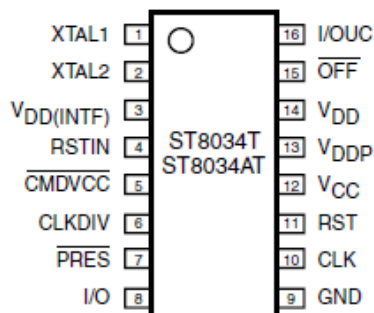 XTAL1 1 16 I/OUC
XTAL2 2 15 OFF
VDD(INTF) 3 14 VDD
RSTIN 4 ST8034T 13 VDDP
CMDVCC 5 ST8034AT 12 VCC
CLKDIV 6 11 RST
PRES 7 10 CLK
I/O 8 9 GND